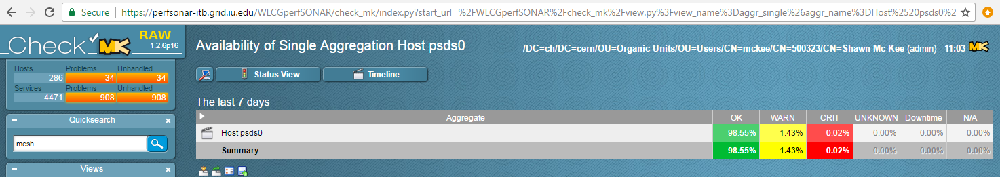 Secure https://perfsonar-itb.grid.iu.edu/WLCGperfSONAR/check_mk/index.py?start_url=%2FWLCGperfSONAR%2Fcheck_mk%2Fview.py%3Fview_name%3Daggr_single%26aggr_name%3DHost%2520psds0%2
Check MK RAW
1.2.6p16
Availability of Single Aggregation Host psds0
/DC=ch/DC=cern/OU=Organic Units/OU=Users/CN=mckee/CN=500323/CN=Shawn Mc Kee (admin) 11:03 MK
Hosts Problems Unhandled
286 34 34
Services Problems Unhandled
4471 908 908
Quicksearch
mesh
Views
Status View Timeline
The last 7 days
Aggregate OK WARN CRIT UNKNOWN Downtime N/A
Host psds0 98.55% 1.43% 0.02% 0.00% 0.00% 0.00%
Summary 98.55% 1.43% 0.02% 0.00% 0.00% 0.00%